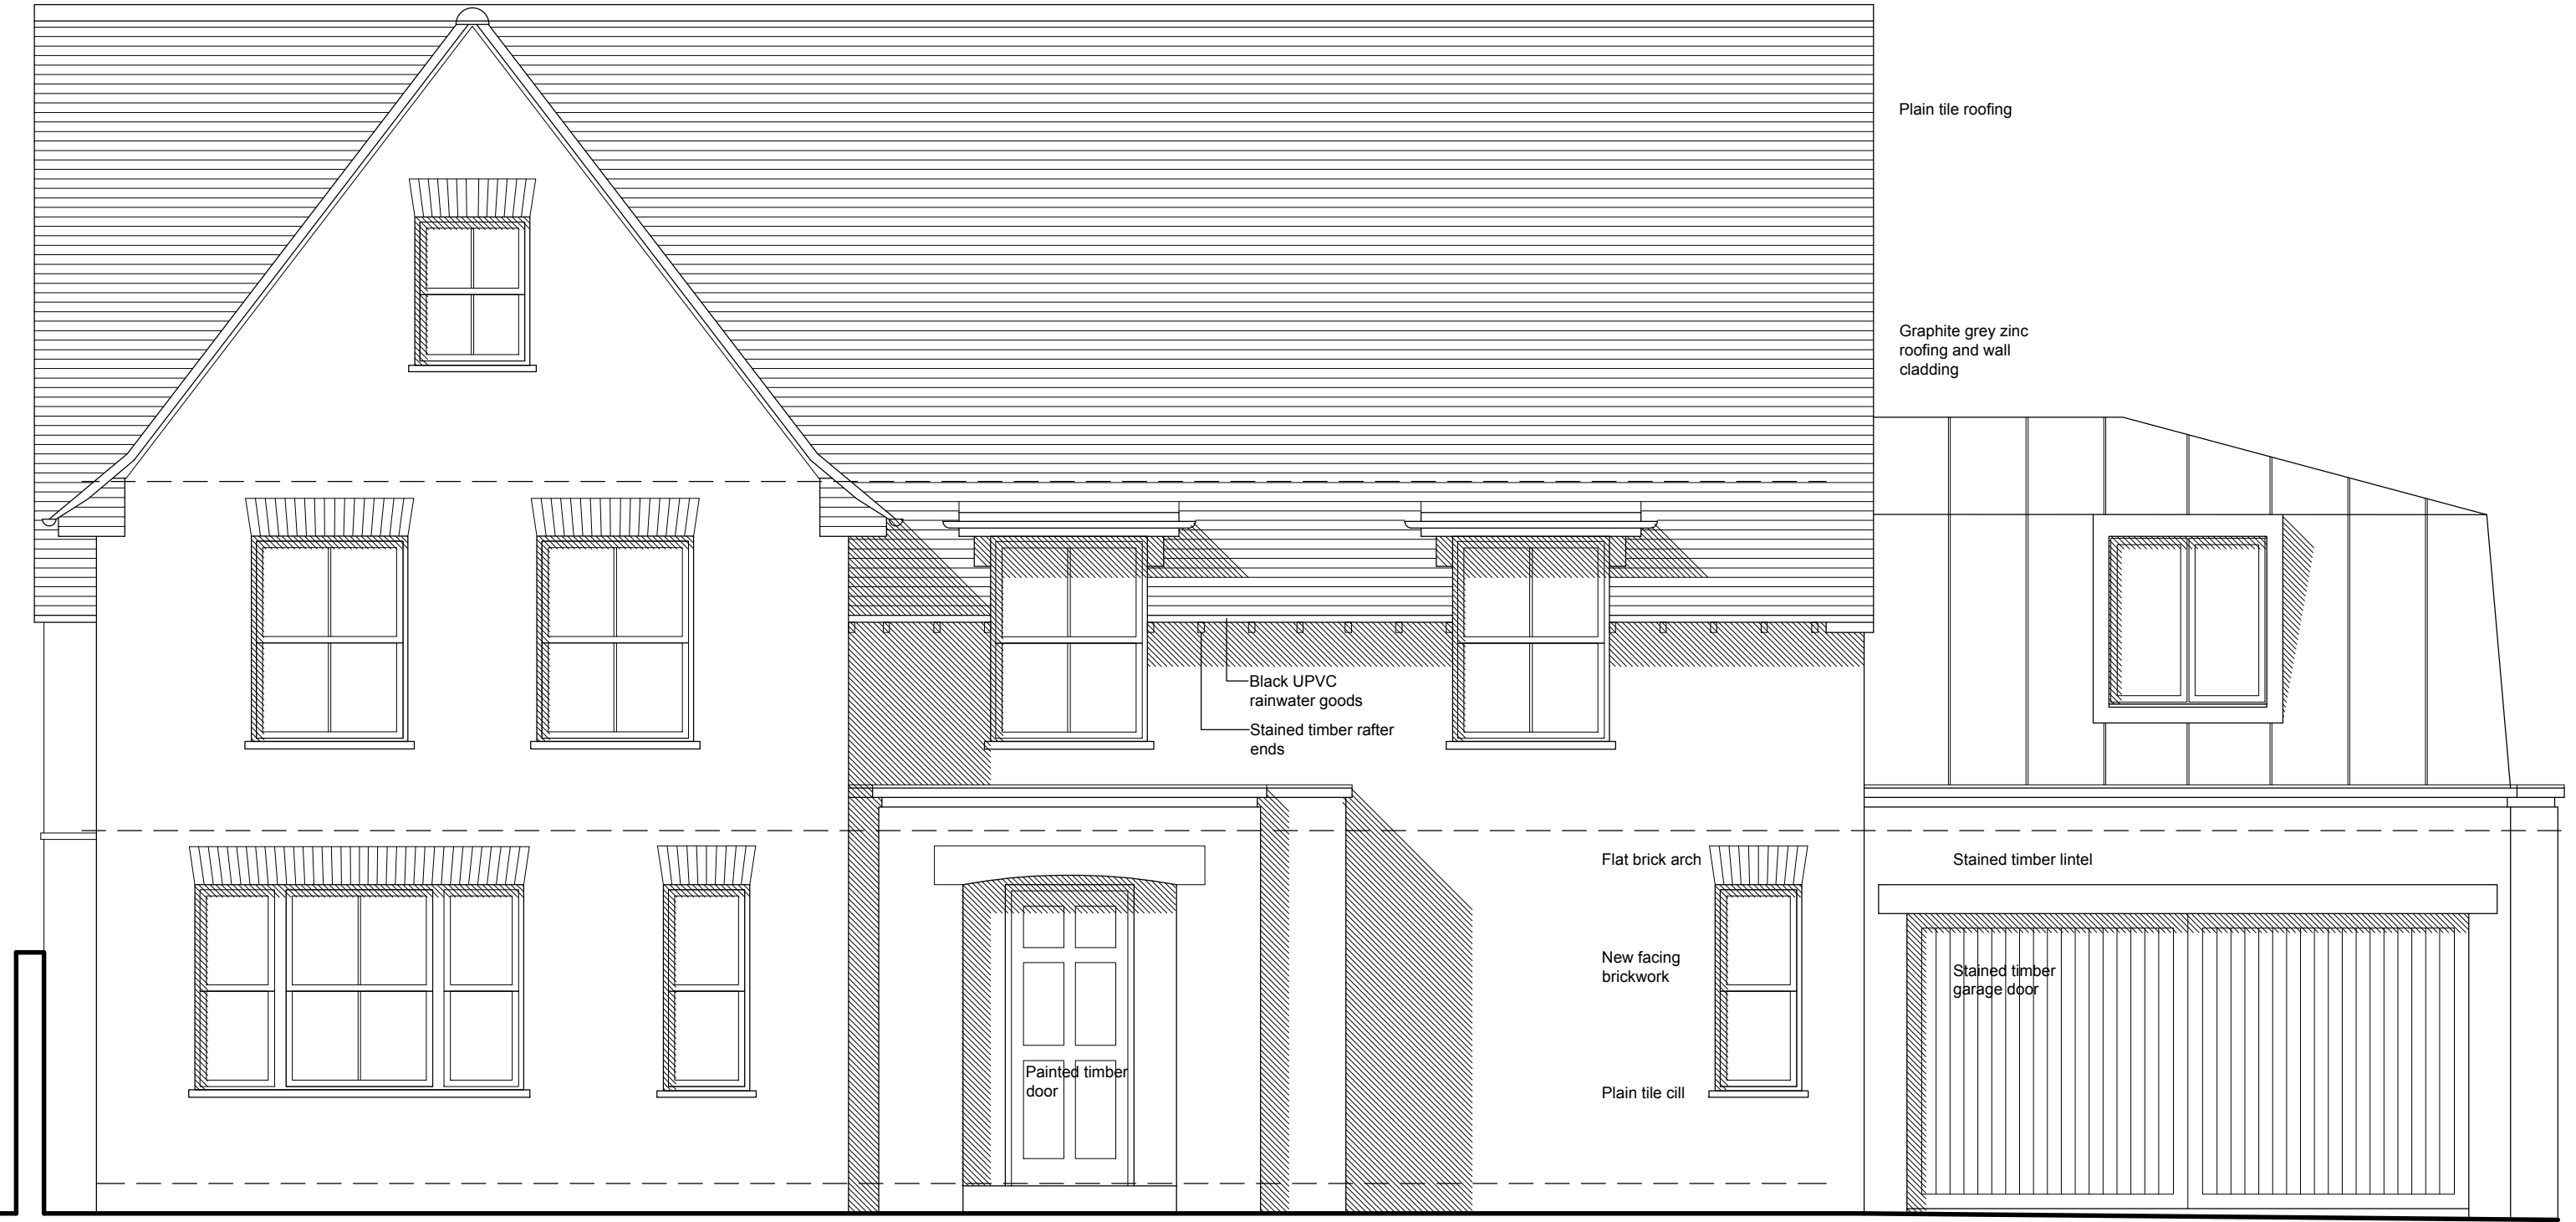 Plain tile roofing
Graphite grey zinc
roofing and wall
cladding
Black UPVC
rainwater goods
Stained timber rafter
ends
Flat brick arch
Stained timber lintel
New facing
brickwork
Stained timber
garage door
Painted timber
door
Plain tile cill